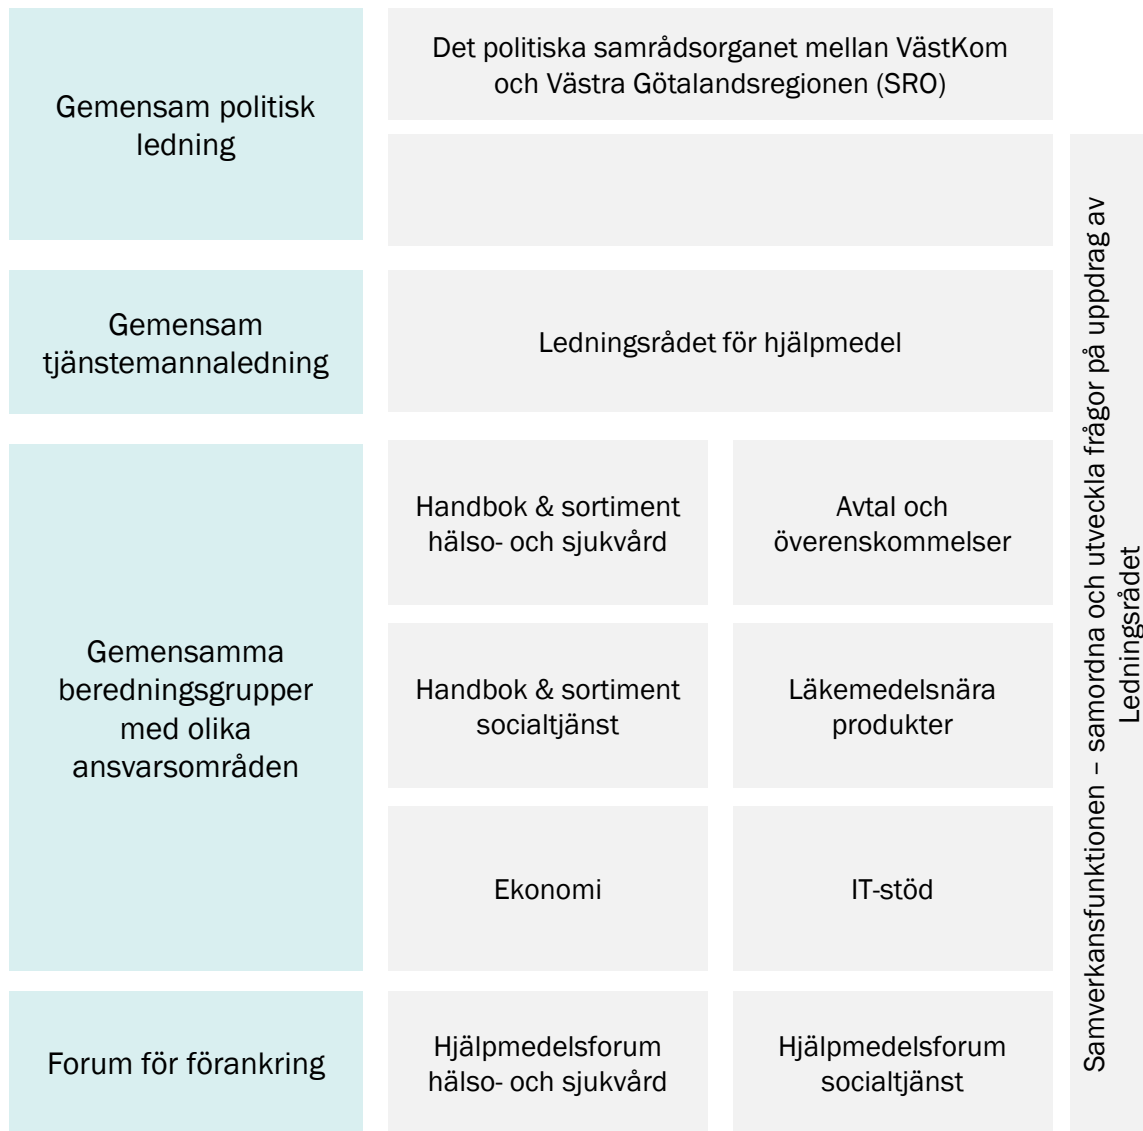 Gemensam politisk
ledning
Det politiska samrådsorganet mellan VästKom
och Västra Götalandsregionen (SRO)
Gemensam
tjänstemannaledning
Ledningsrådet för hjälpmedel
Gemensamma
beredningsgrupper
med olika
ansvarsområden
Handbok & sortiment
hälso- och sjukvård
Avtal och
överenskommelser
Handbok & sortiment
socialtjänst
Läkemedelsnära
produkter
Ekonomi
IT-stöd
Forum för förankring
Hjälpmedelsforum
hälso- och sjukvård
Hjälpmedelsforum
socialtjänst
Samverkansfunktionen – samordna och utveckla frågor på uppdrag av
Ledningsrådet